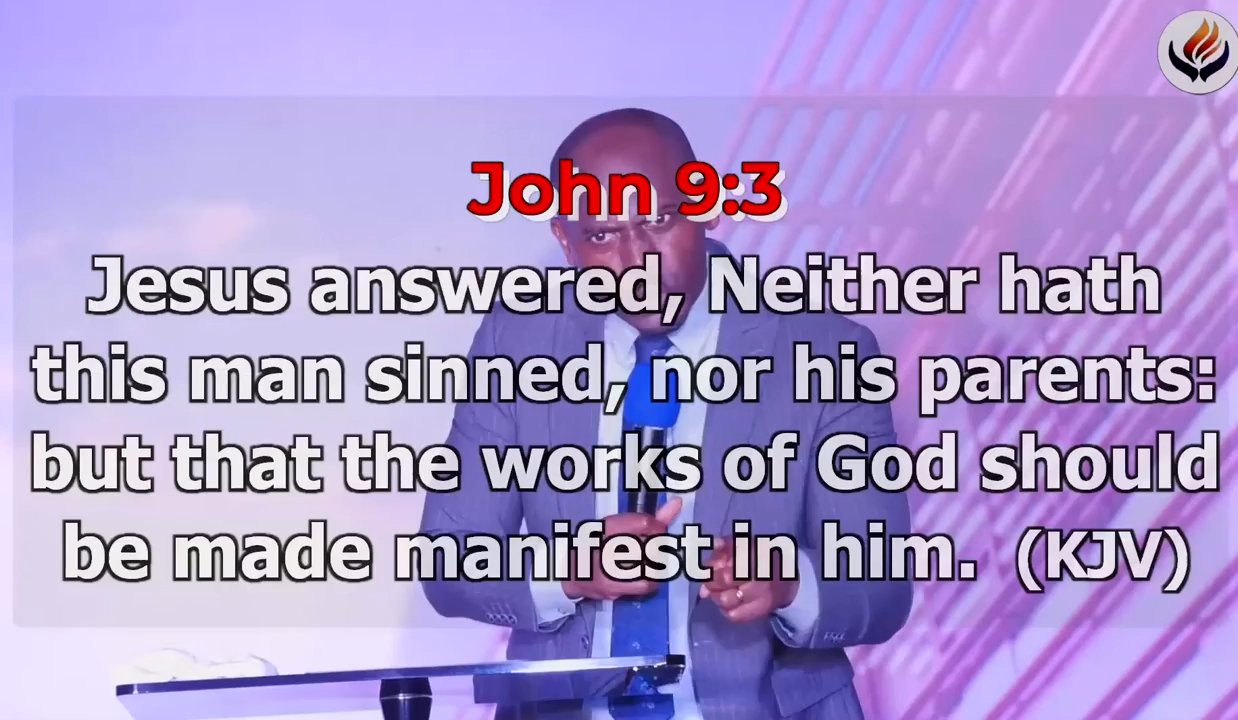 John 9:3
Jesus answered, Neither hath
this man sinned, nor his parents:
but that the works of God should
be made manifest in him. (KJV)